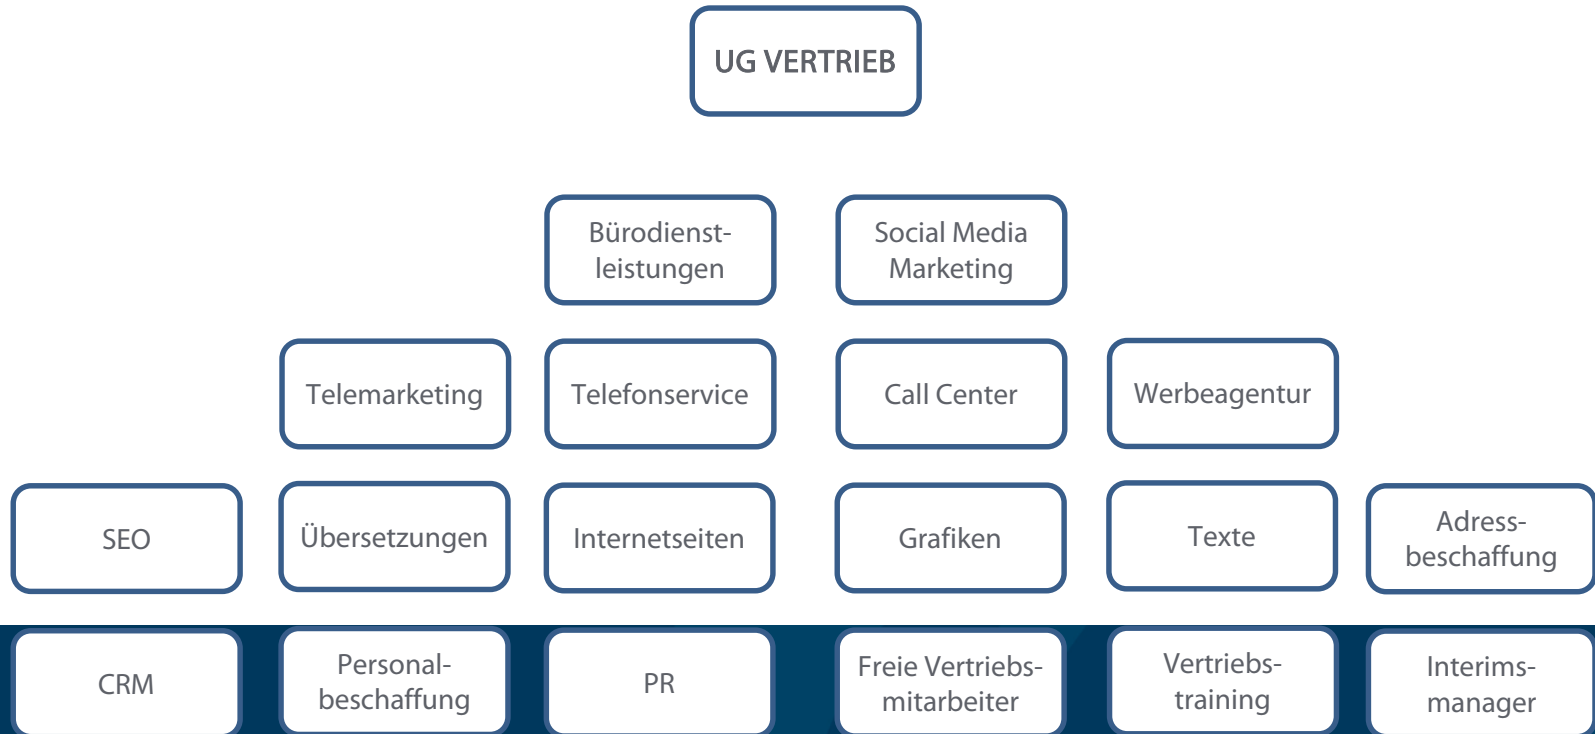 UG VERTRIEB
Bürodienst-
leistungen
Social Media
Marketing
Telemarketing
Telefonservice
Call Center
Werbeagentur
SEO
Übersetzungen
Internetseiten
Grafiken
Texte
Adress-
beschaffung
CRM
Personal-
beschaffung
PR
Freie Vertriebs-
mitarbeiter
Vertriebs-
training
Interims-
manager